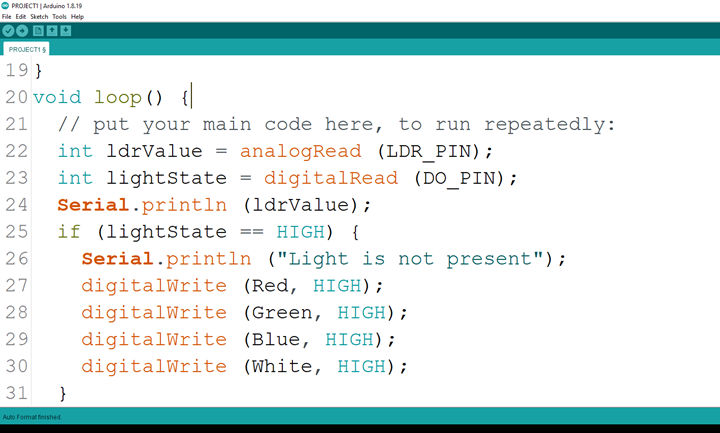 PROJECT1 | Arduino 1.8.19
File Edit Sketch Tools Help
PROJECT1 §
19 }
20 void loop() {
21 // put your main code here, to run repeatedly:
22 int ldrValue = analogRead (LDR_PIN);
23 int lightState = digitalRead (DO_PIN);
24 Serial.println (ldrValue);
25 if (lightState == HIGH) {
26 Serial.println ("Light is not present");
27 digitalWrite (Red, HIGH);
28 digitalWrite (Green, HIGH);
29 digitalWrite (Blue, HIGH);
30 digitalWrite (White, HIGH);
31 }
Auto Format finished.